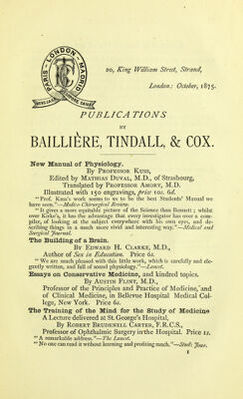 PARIS · LONDON · MADRID
20, King William Street, Strand,
London: October, 1875.
PUBLICATIONS
BY
BAILLIÈRE, TINDALL, & COX.
New Manual of Physiology.
By Professor Kuss,
Edited by Mathias Duval, M.D., of Strasbourg,
Translated by Professor Amory, M.D.
Illustrated with 150 engravings, price 10s. 6d.
"Prof. Kuss's work seems to us to be the best Students' Manual we
have seen."—Medico Chirurgical Review.
"It gives a more equitable picture of the Science than Bennett; whilst
over Kirke's, it has the advantage that every investigator has over a com-
piler, of looking at the subject everywhere with his own eyes, and de-
scribing things in a much more vivid and interesting way."—Medical and
Surgical Journal.
The Building of a Brain.
By Edward H. Clarke, M.D.,
Author of Sex in Education. Price 6s.
"We are much pleased with this little work, which is carefully and ele-
gantly written, and full of sound physiology."—Lancet.
Essays on Conservative Medicine, and kindred topics.
By Austin Flint, M.D.,
Professor of the Principles and Practice of Medicine, and
of Clinical Medicine, in Bellevue Hospital Medical Col-
lege, New York. Price 6s.
The Training of the Mind for the Study of Medicine
A Lecture delivered at St. George's Hospital,
By Robert Brudenell Carter, F.R.C.S.,
Professor of Ophthalmic Surgery in the Hospital. Price 1s.
"A remarkable address."—The Lancet.
"No one can read it without learning and profiting much."—Stud: Jour.
1